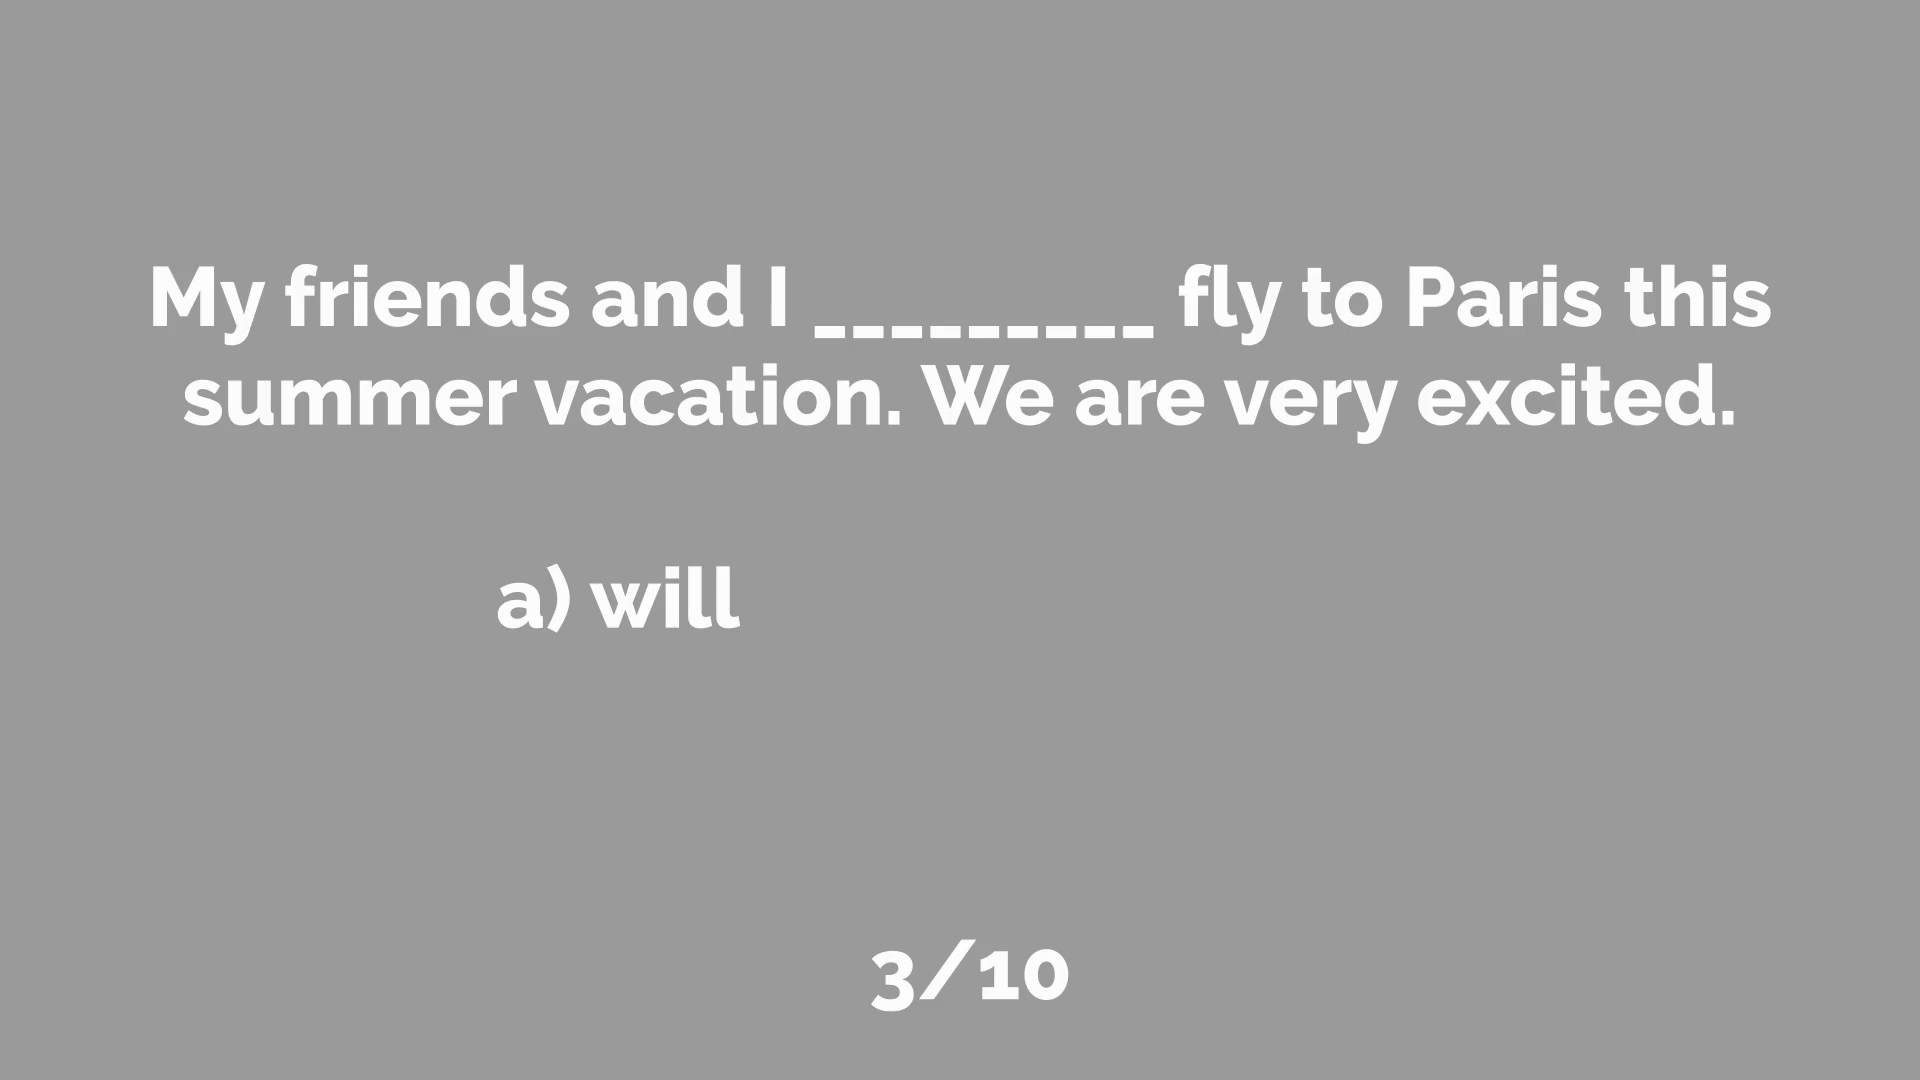 My friends and I _________ fly to Paris this
summer vacation. We are very excited.
a) will
3/10